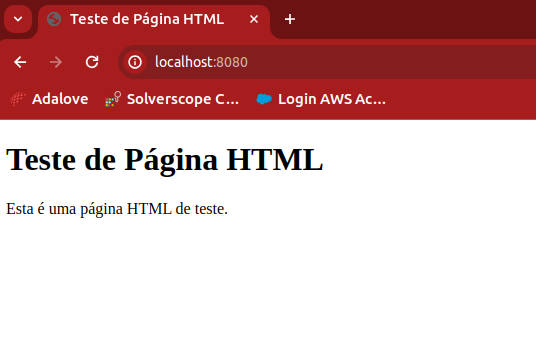 Teste de Página HTML
localhost:8080
Adalove
Solverscope C...
Login AWS Ac...
Teste de Página HTML
Esta é uma página HTML de teste.